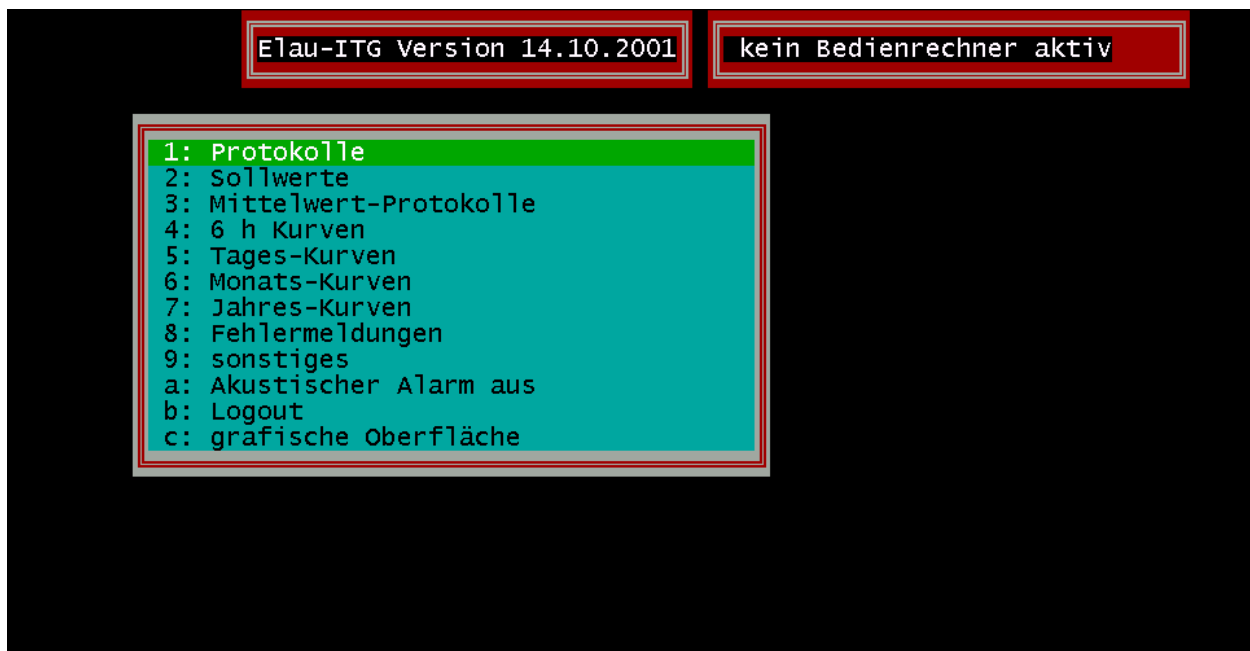 Elau-ITG Version 14.10.2001
kein Bedienrechner aktiv
1: Protokolle
2: Sollwerte
3: Mittelwert-Protokolle
4: 6 h Kurven
5: Tages-Kurven
6: Monats-Kurven
7: Jahres-Kurven
8: Fehlermeldungen
9: sonstiges
a: Akustischer Alarm aus
b: Logout
c: grafische Oberfläche